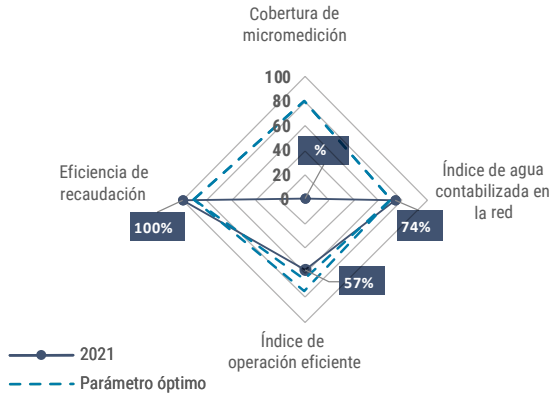 Cobertura de
micromedición
100
80
60
40
20
0
%
Eficiencia de
recaudación
Índice de agua
contabilizada en
la red
100%
74%
57%
Índice de
operación eficiente
2021
Parámetro óptimo